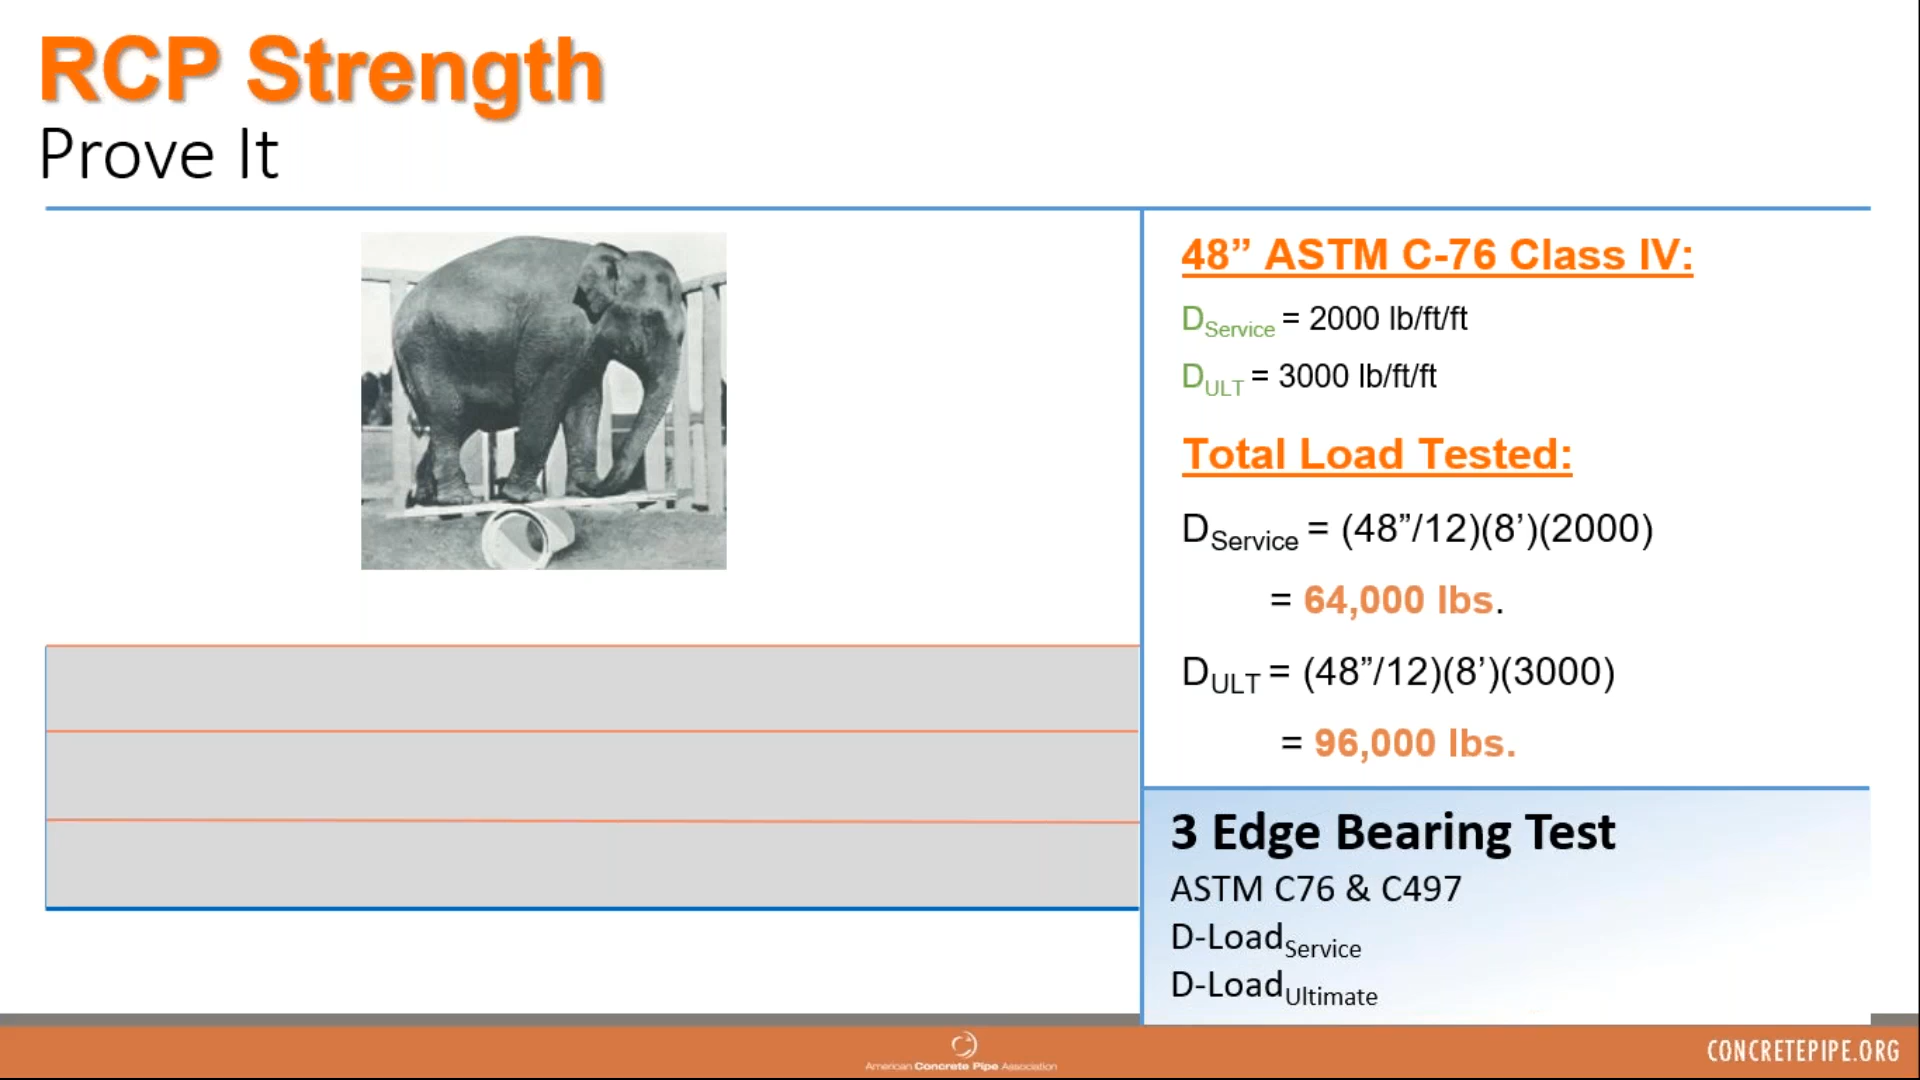 RCP Strength
Prove It
48” ASTM C-76 Class IV:
DService = 2000 lb/ft/ft
DULT = 3000 lb/ft/ft
Total Load Tested:
DService = (48”/12)(8’)(2000)
= 64,000 lbs.
DULT = (48”/12)(8’)(3000)
= 96,000 lbs.
3 Edge Bearing Test
ASTM C76 & C497
D-LoadService
D-LoadUltimate
American Concrete Pipe Association
CONCRETEPIPE.ORG